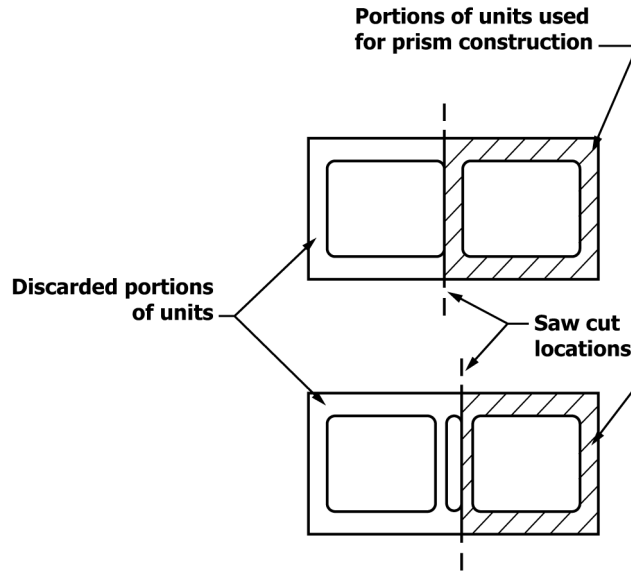 Portions of units used
for prism construction
Discarded portions
of units
Saw cut
locations